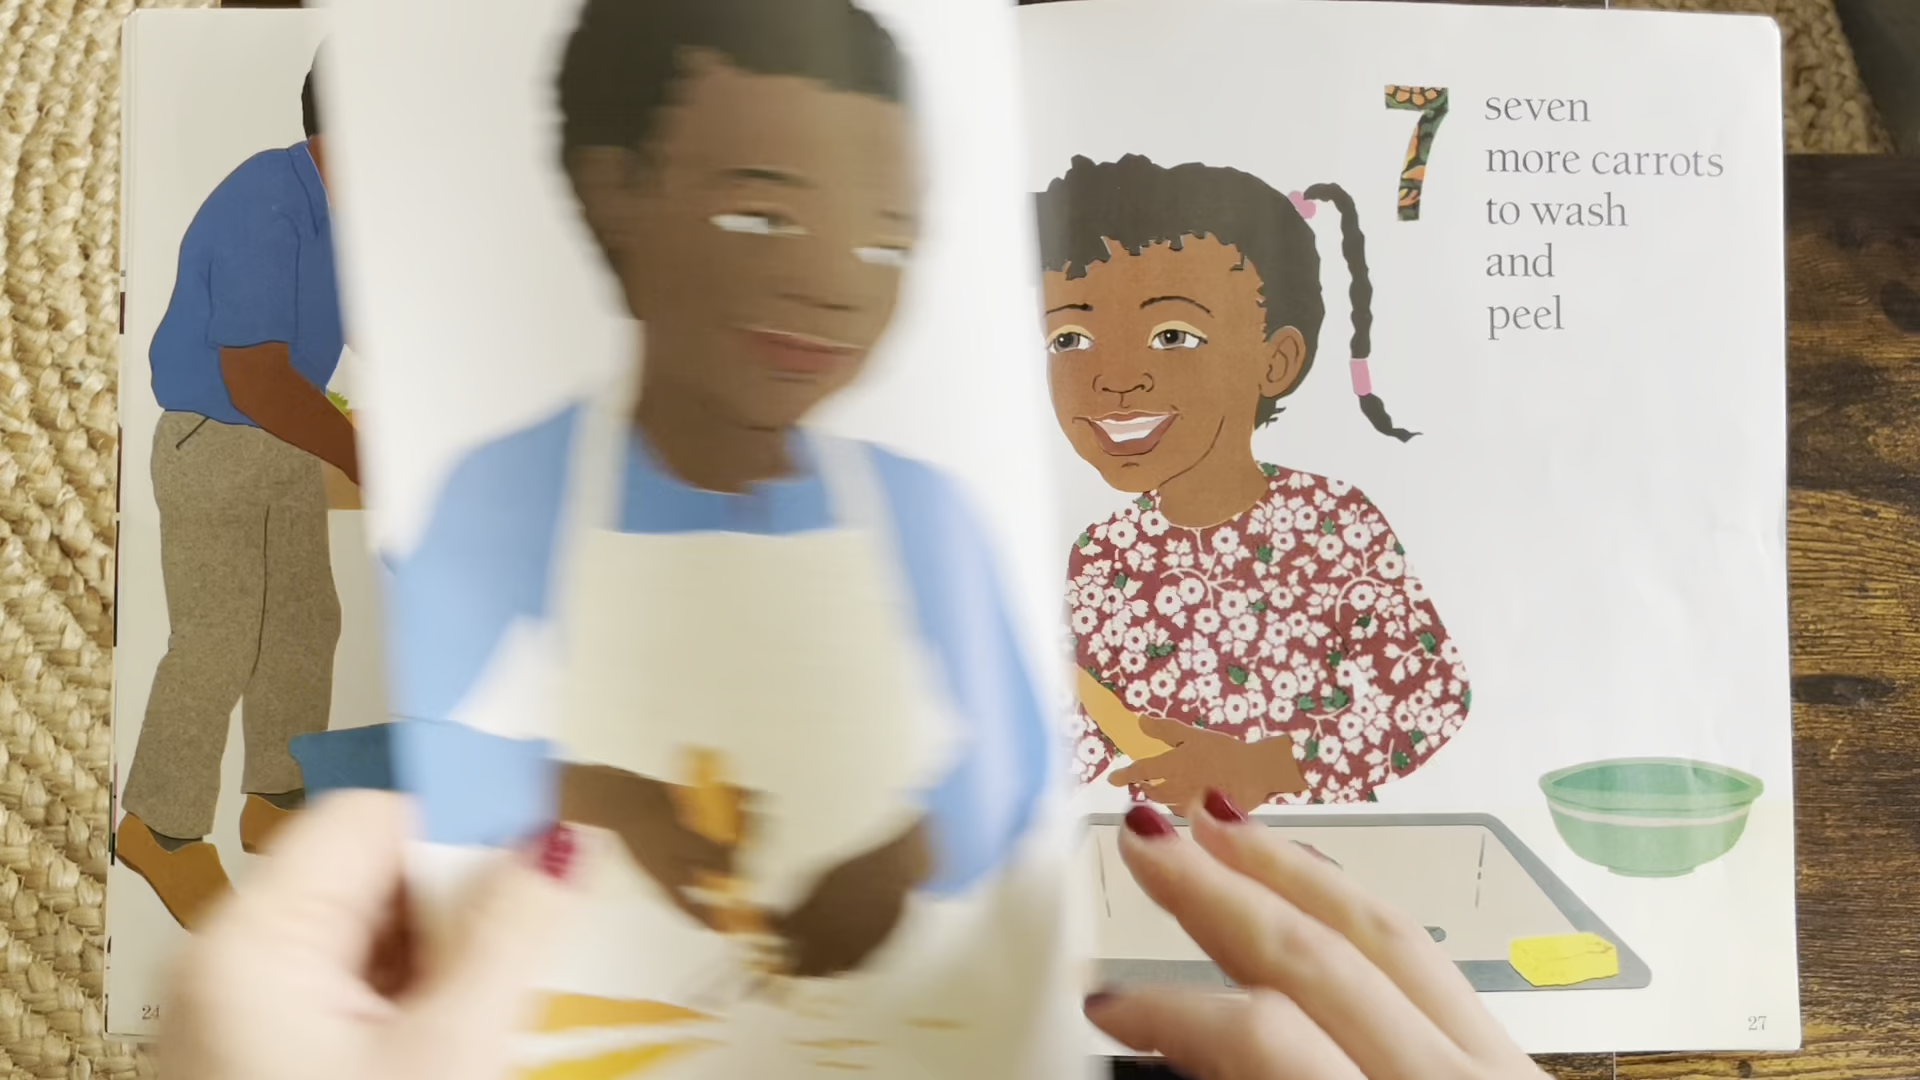 7 seven
more carrots
to wash
and
peel
24
27